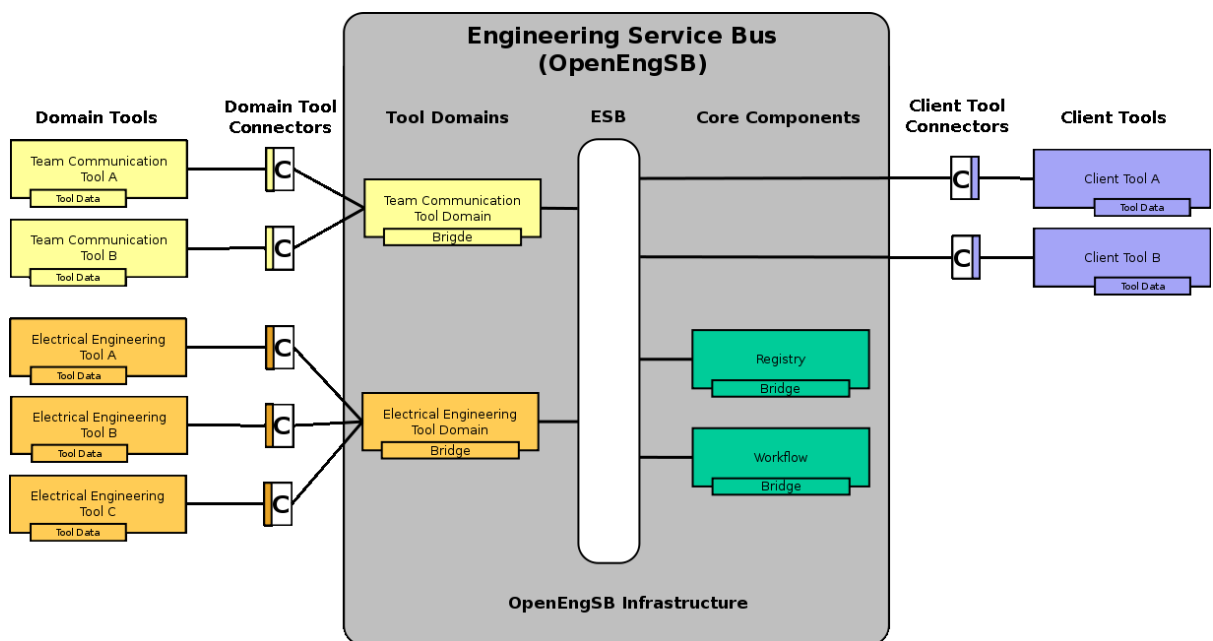 Engineering Service Bus
(OpenEngSB)
Domain Tools
Domain Tool
Connectors
Tool Domains
ESB
Core Components
Client Tool
Connectors
Client Tools
Team Communication
Tool A
Tool Data
C
Team Communication
Tool B
Tool Data
C
Team Communication
Tool Domain
Brigde
C
Client Tool A
Tool Data
C
Client Tool B
Tool Data
Electrical Engineering
Tool A
Tool Data
C
Electrical Engineering
Tool B
Tool Data
C
Electrical Engineering
Tool C
Tool Data
C
Electrical Engineering
Tool Domain
Bridge
Registry
Bridge
Workflow
Bridge
OpenEngSB Infrastructure